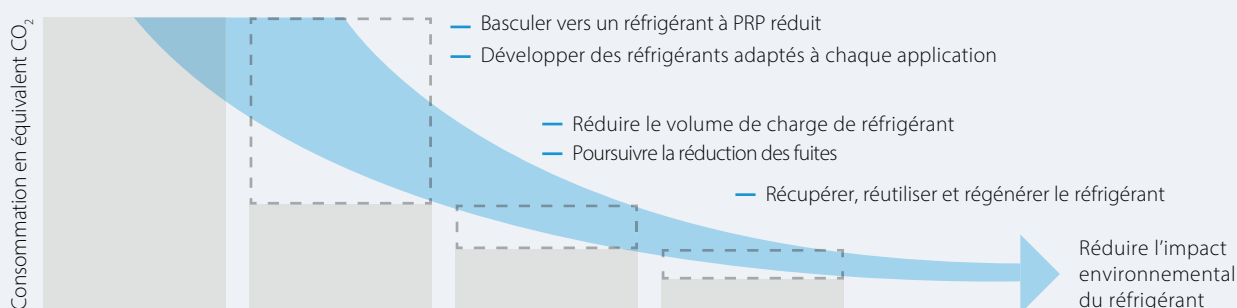 Consommation en équivalent CO₂
— Basculer vers un réfrigérant à PRP réduit
— Développer des réfrigérants adaptés à chaque application
— Réduire le volume de charge de réfrigérant
— Poursuivre la réduction des fuites
— Récupérer, réutiliser et régénérer le réfrigérant
Réduire l’impact
environnemental
du réfrigérant